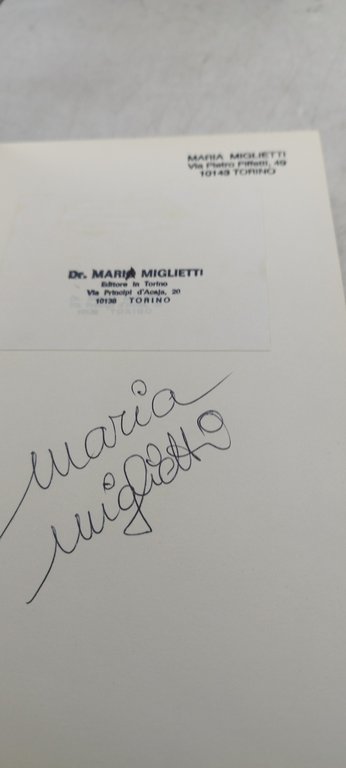 MARIA MIGLIETTI
Via Pietro Piffetti, 49
10143 TORINO
Dr. MARIA MIGLIETTI
Editore in Torino
Via Principi d'Acaja, 20
10138 TORINO
TORINO
maria
miglietti